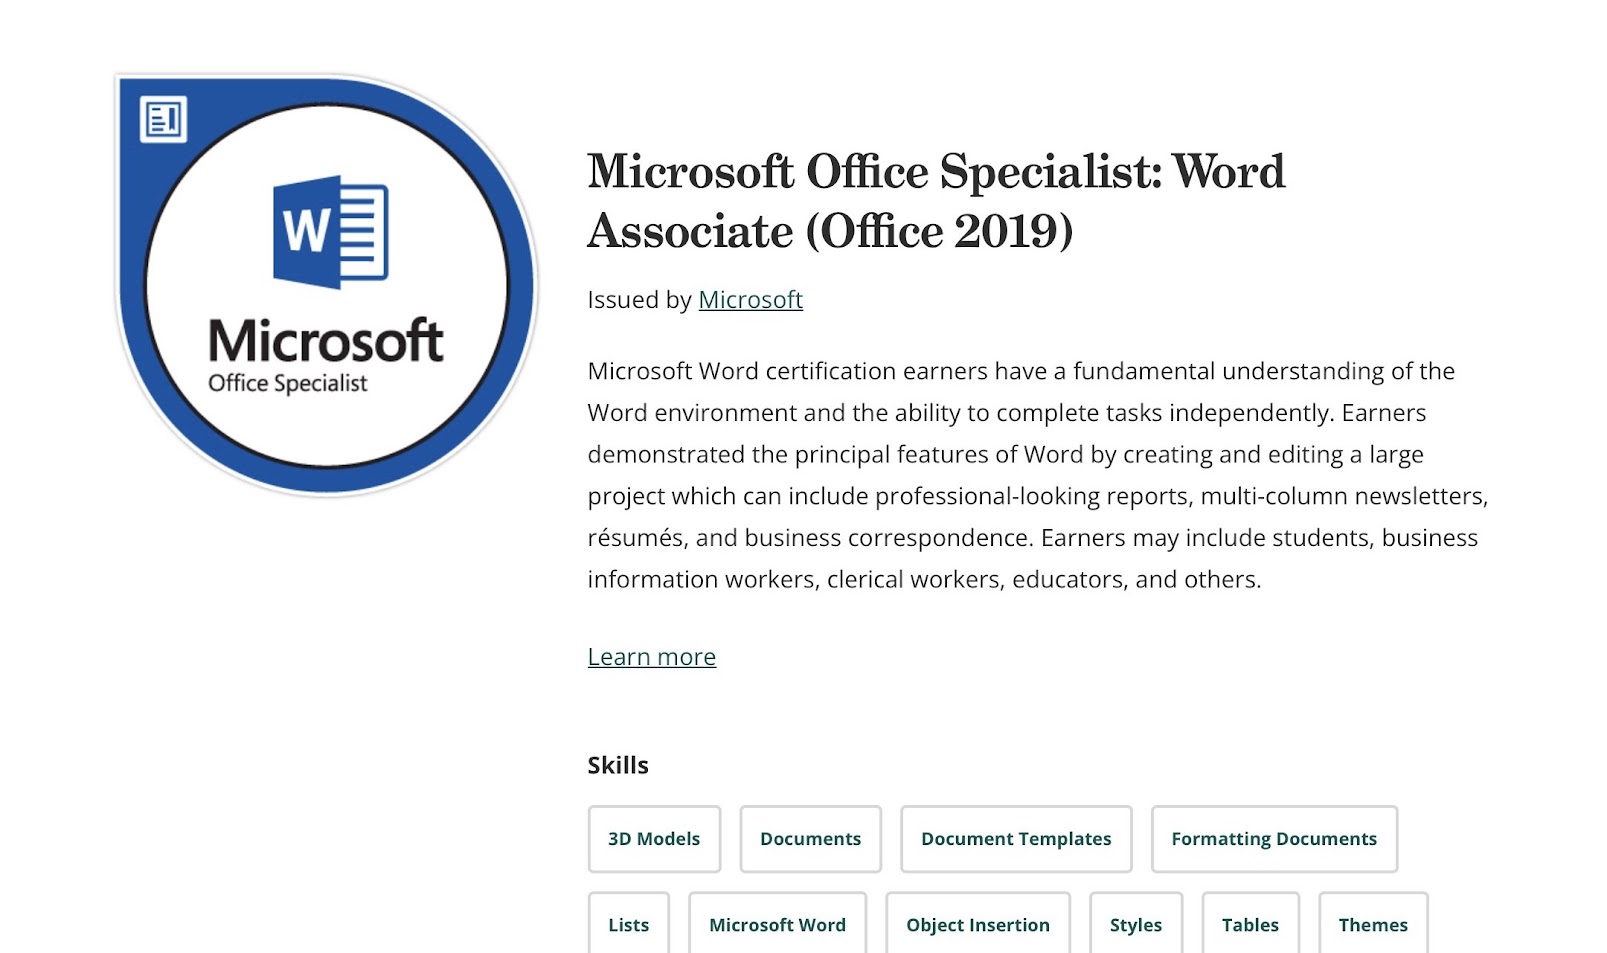 W
Microsoft
Office Specialist
Microsoft Office Specialist: Word
Associate (Office 2019)
Issued by Microsoft
Microsoft Word certification earners have a fundamental understanding of the
Word environment and the ability to complete tasks independently. Earners
demonstrated the principal features of Word by creating and editing a large
project which can include professional-looking reports, multi-column newsletters,
résumés, and business correspondence. Earners may include students, business
information workers, clerical workers, educators, and others.
Learn more
Skills
3D Models Documents Document Templates Formatting Documents
Lists Microsoft Word Object Insertion Styles Tables Themes